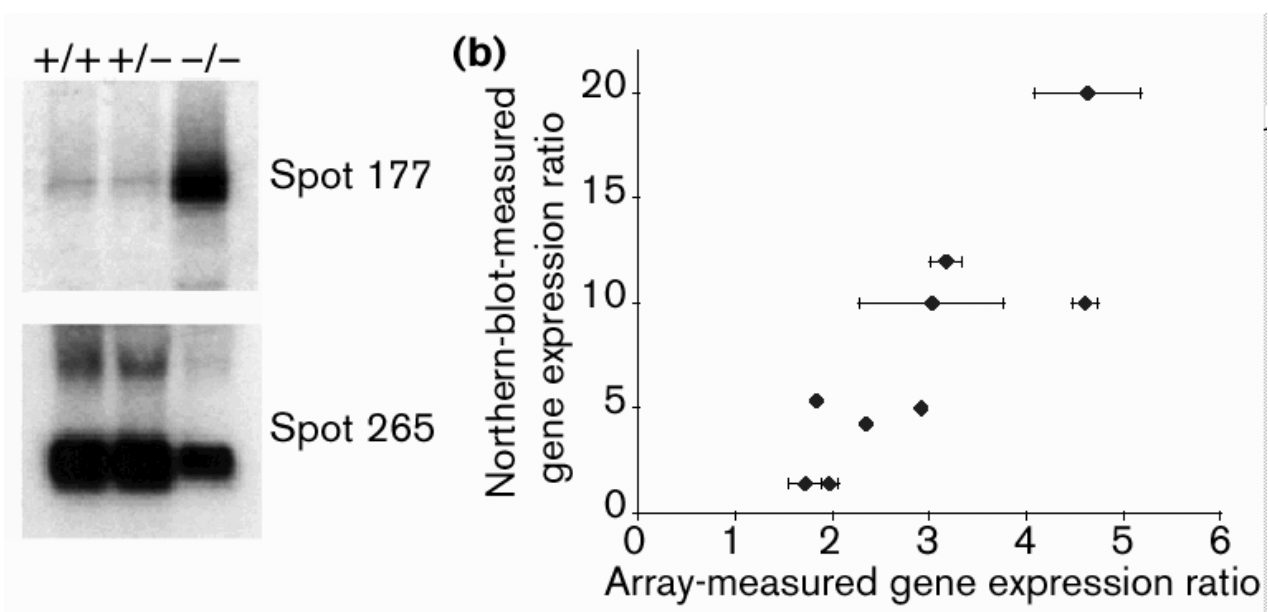 +/+ +/– –/–
Spot 177
Spot 265
(b)
Northern-blot-measured
gene expression ratio
20
15
10
5
0
0 1 2 3 4 5 6
Array-measured gene expression ratio